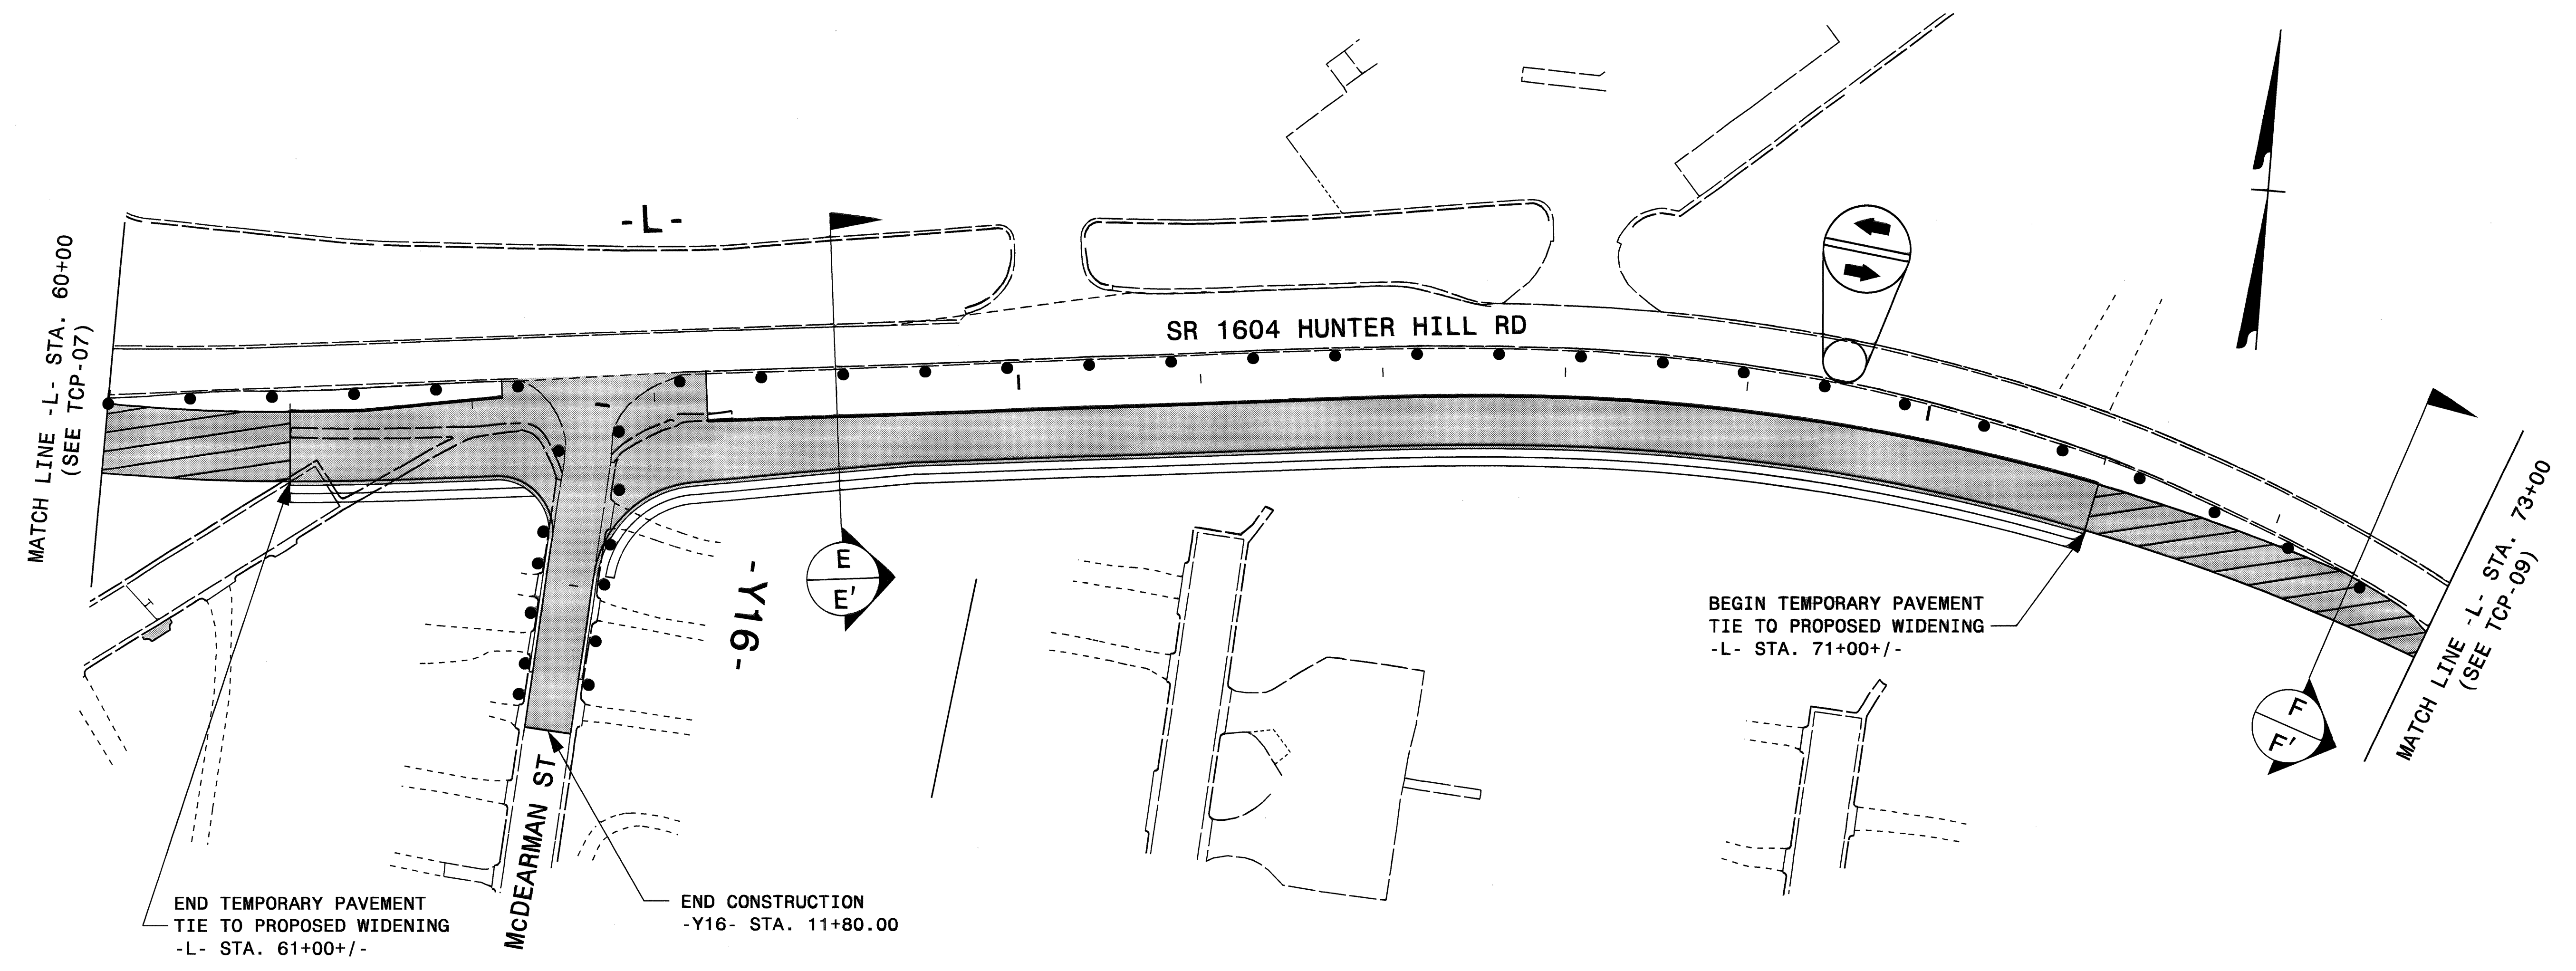 -L-
MATCH LINE -L- STA. 60+00
(SEE TCP-07)
SR 1604 HUNTER HILL RD
E
E'
-Y16-
BEGIN TEMPORARY PAVEMENT
TIE TO PROPOSED WIDENING
-L- STA. 71+00+/-
F
F'
MATCH LINE -L- STA. 73+00
(SEE TCP-09)
McDEARMAN ST
END TEMPORARY PAVEMENT
TIE TO PROPOSED WIDENING
-L- STA. 61+00+/-
END CONSTRUCTION
-Y16- STA. 11+80.00